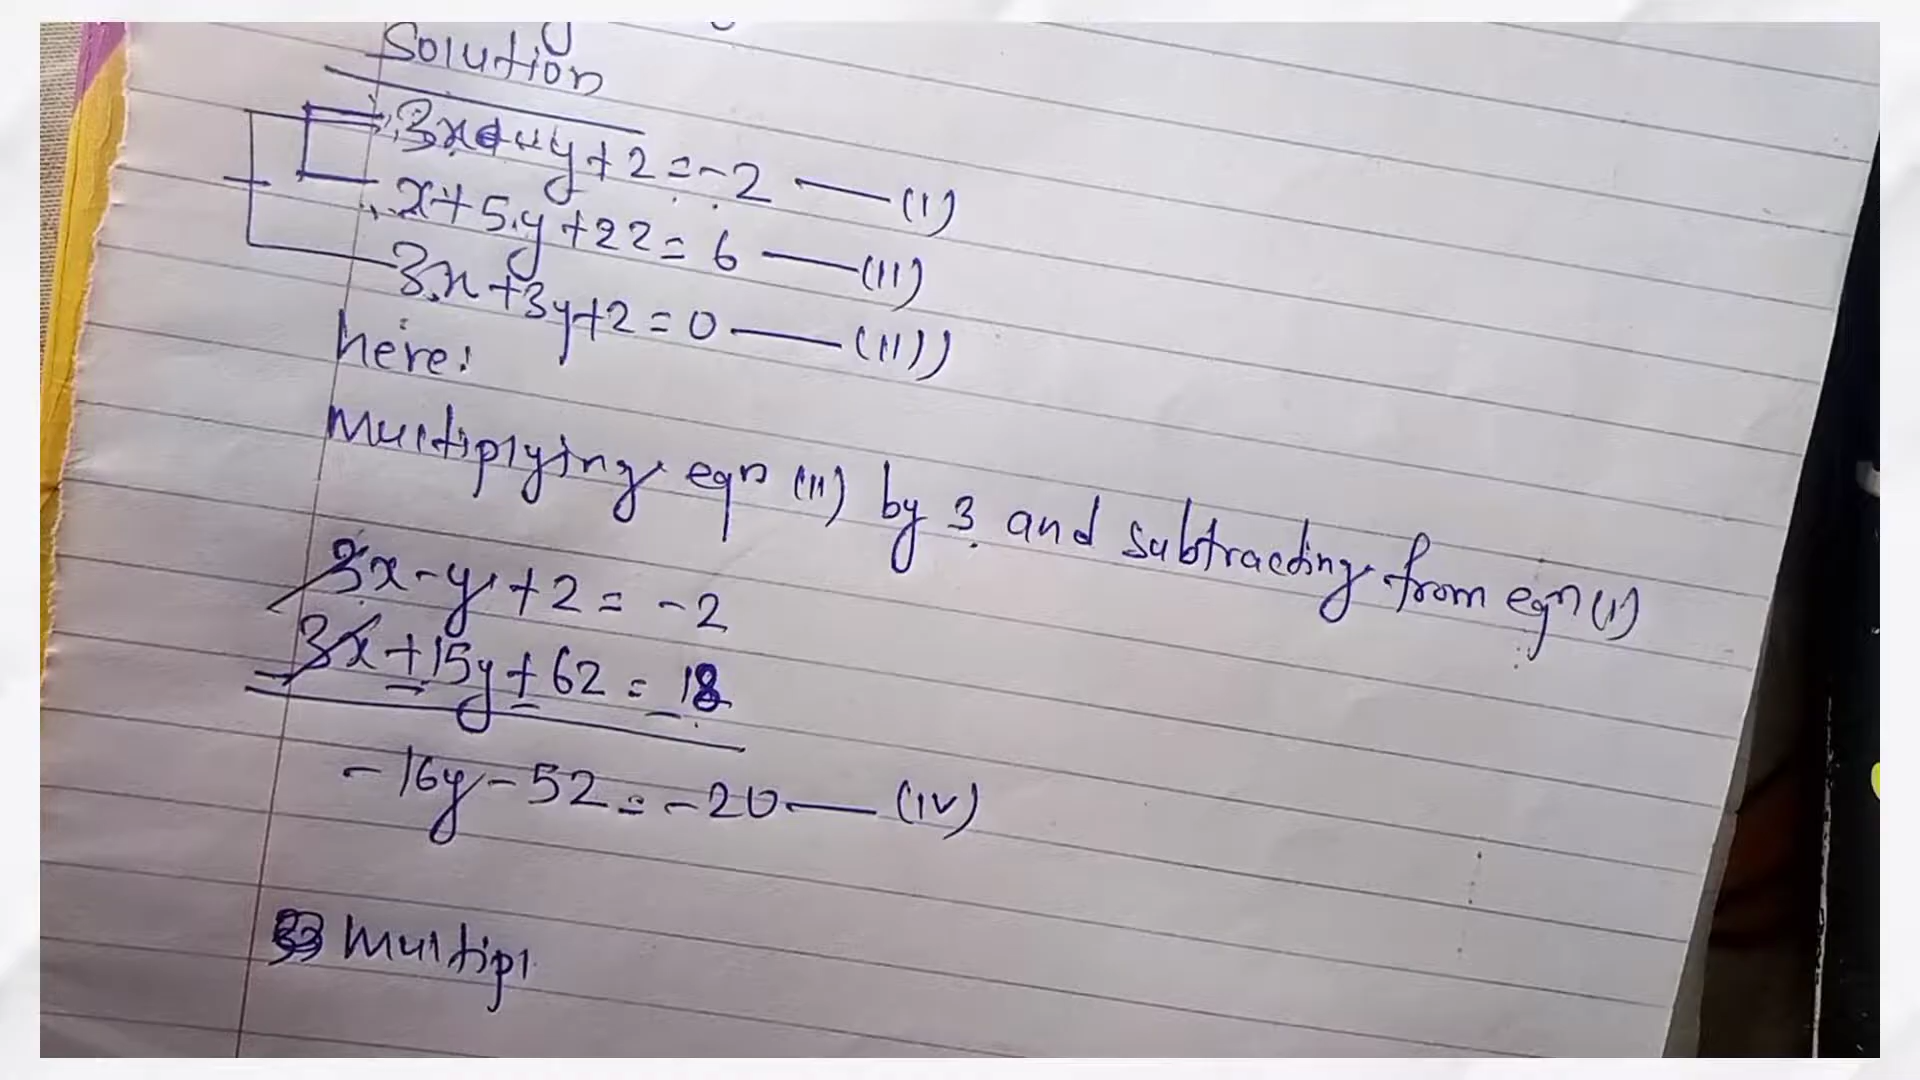 Solution
3x - y + z = -2 —— (I)
x + 5y + 2z = 6 —— (II)
3x + 3y + z = 0 —— (III)
here:
Multiplying eqn (II) by 3 and subtracting from eqn (I)
3x - y + z = -2
3x + 15y + 6z = 18
-16y - 5z = -20 —— (IV)
Multipl